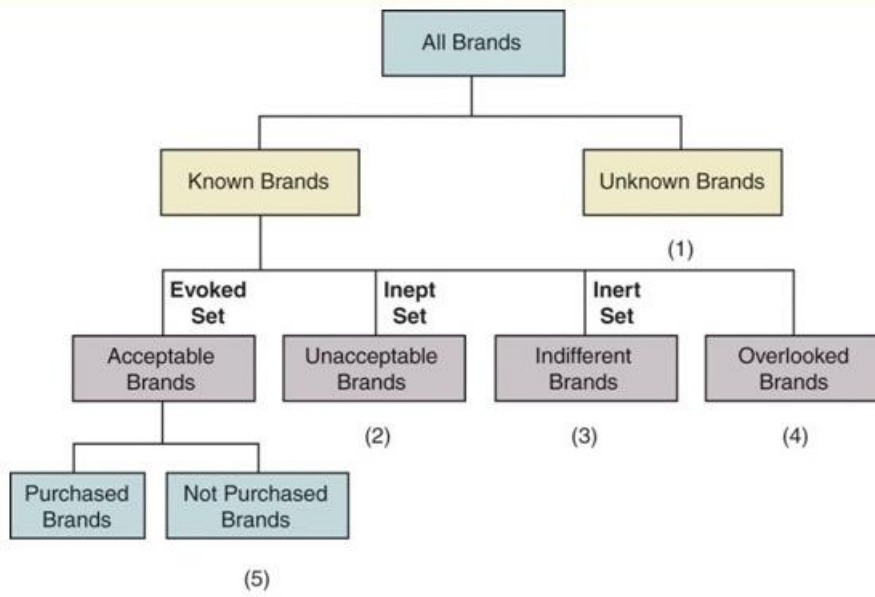 All Brands
Known Brands
Unknown Brands
(1)
Evoked
Set
Inept
Set
Inert
Set
Acceptable
Brands
Unacceptable
Brands
Indifferent
Brands
Overlooked
Brands
(2)
(3)
(4)
Purchased
Brands
Not Purchased
Brands
(5)